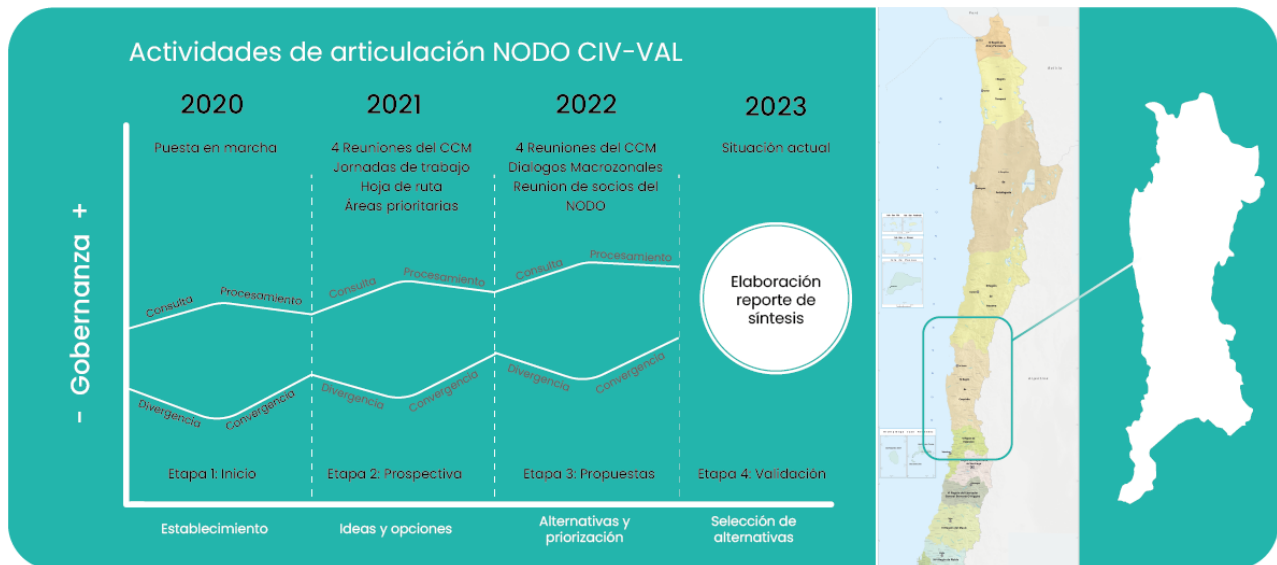 Actividades de articulación NODO CIV-VAL
2020
2021
2022
2023
Puesta en marcha
4 Reuniones del CCM
Jornadas de trabajo
Hoja de ruta
Áreas prioritarias
4 Reuniones del CCM
Dialogos Macrozonales
Reunion de socios del
NODO
Situación actual
- Gobernanza +
Consulta
Procesamiento
Consulta
Procesamiento
Consulta
Procesamiento
Elaboración
reporte de
síntesis
Divergencia
Convergencia
Divergencia
Convergencia
Divergencia
Convergencia
Etapa 1: Inicio
Etapa 2: Prospectiva
Etapa 3: Propuestas
Etapa 4: Validación
Establecimiento
Ideas y opciones
Alternativas y
priorización
Selección de
alternativas